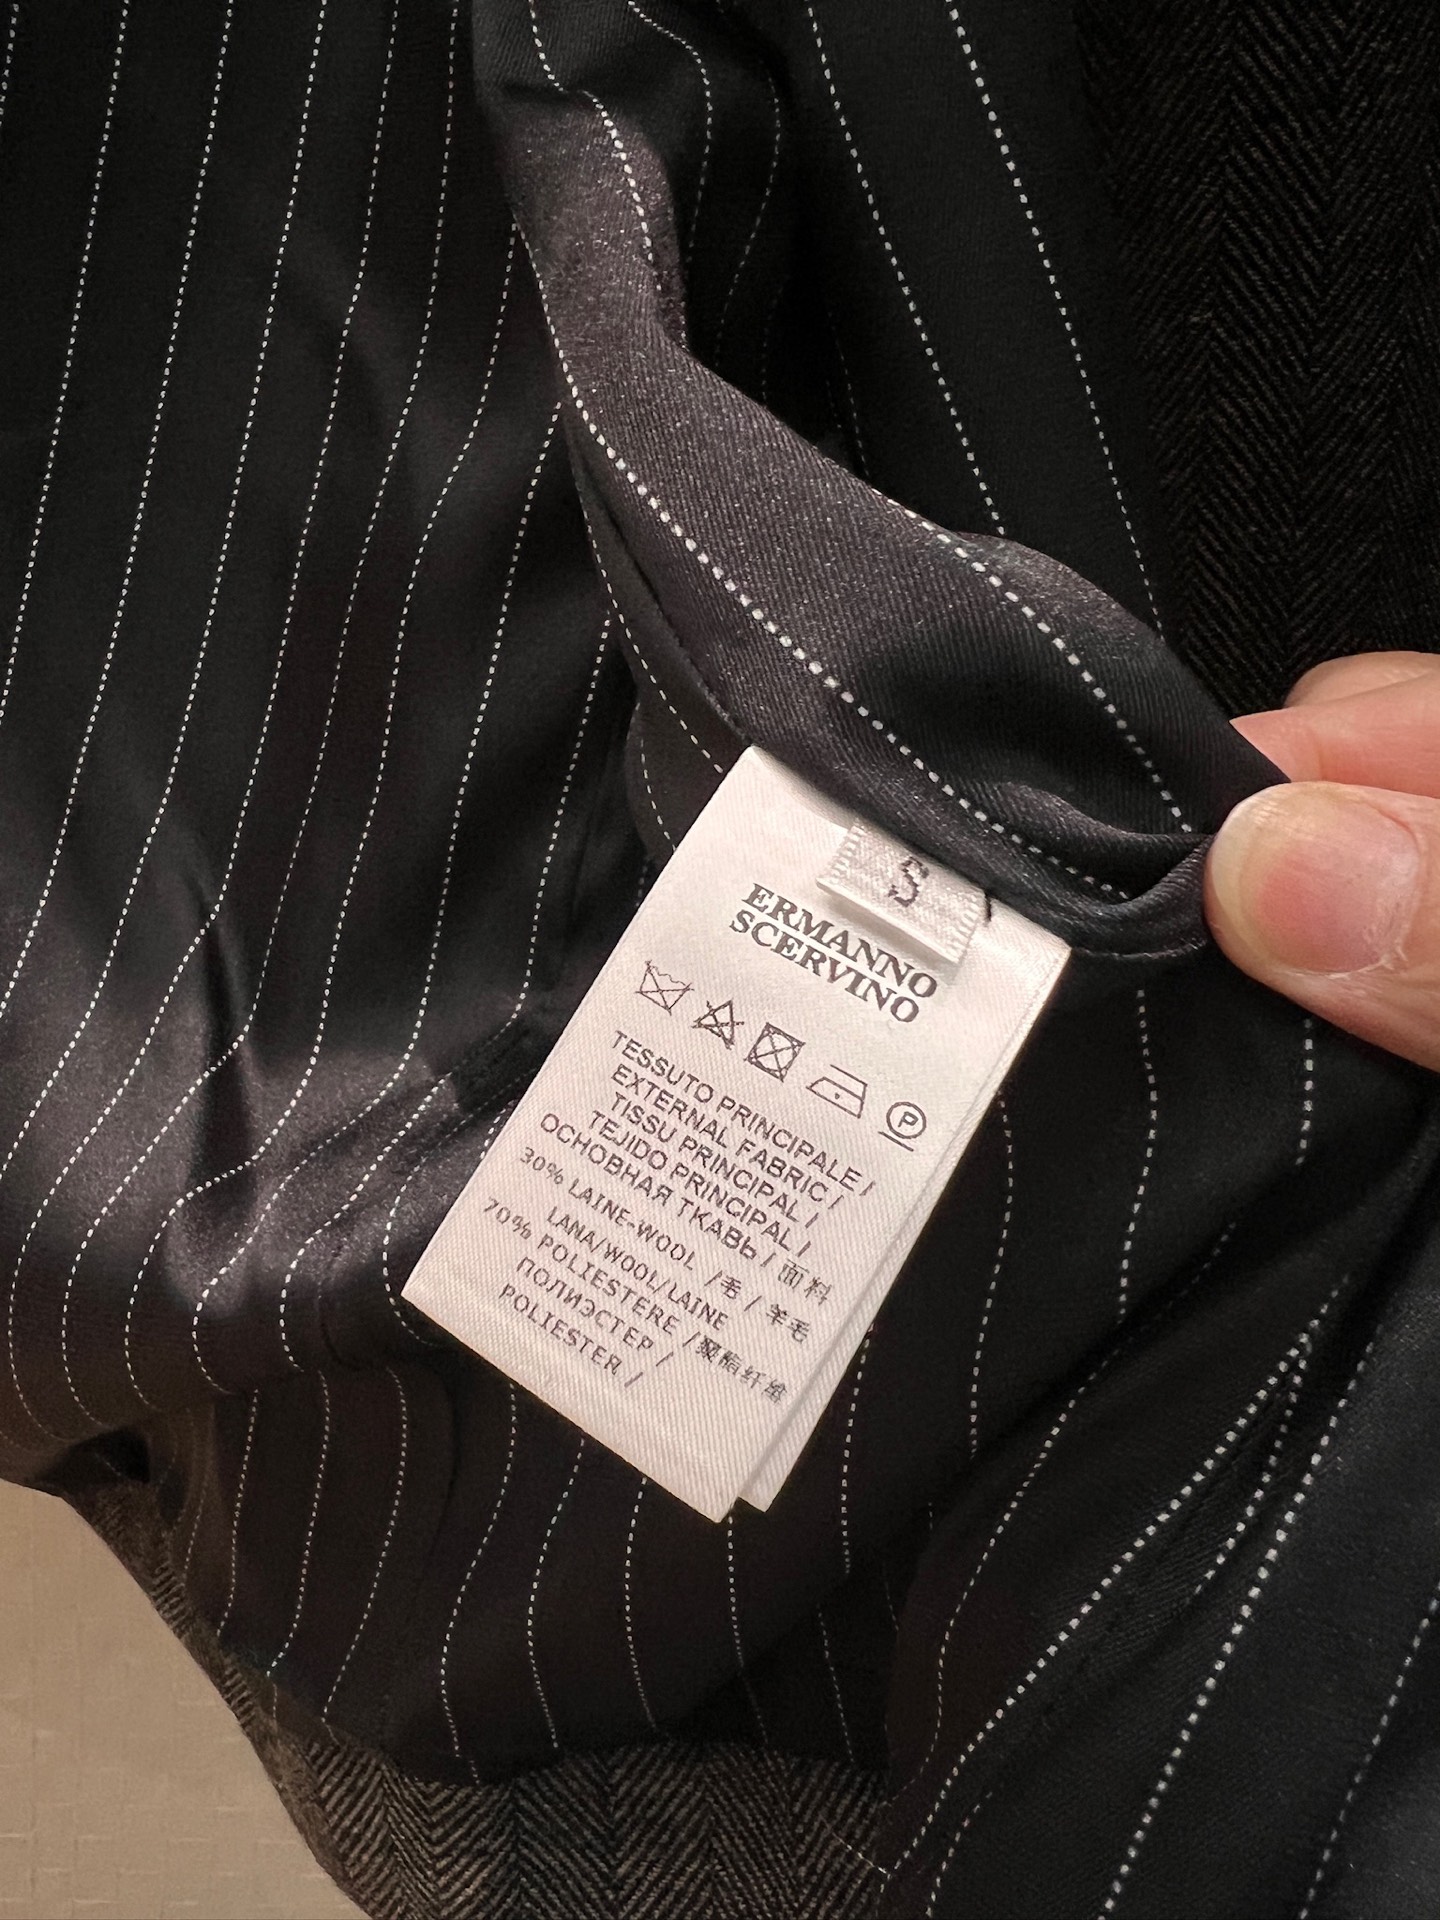 S
ERMANNO
SCERVINO
P
TESSUTO PRINCIPALE /
EXTERNAL FABRIC /
TISSU PRINCIPAL /
TEJIDO PRINCIPAL /
ОСНОВНАЯ ТКАВЬ / 面料
30% LAINE-WOOL / 毛 / 羊毛
LANA/WOOL/LAINE
70% POLIESTERE / 聚酯纤维
ПОЛИЭСТЕР /
POLIESTER /